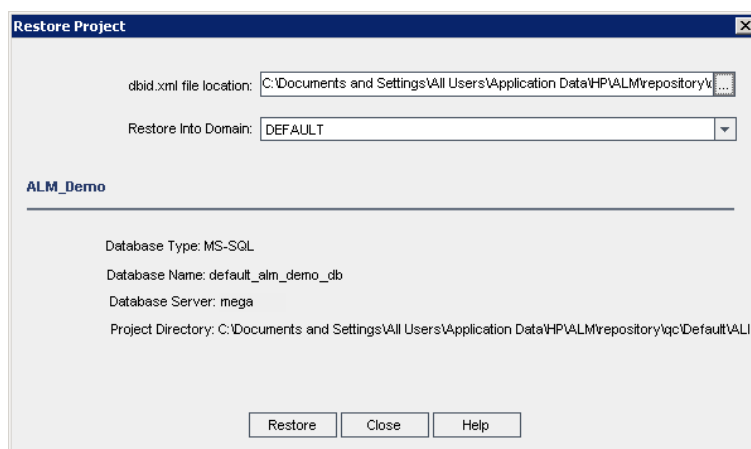 Restore Project
dbid.xml file location: C:\Documents and Settings\All Users\Application Data\HP\ALM\repository\ ...
Restore Into Domain: DEFAULT
ALM_Demo
Database Type: MS-SQL
Database Name: default_alm_demo_db
Database Server: mega
Project Directory: C:\Documents and Settings\All Users\Application Data\HP\ALM\repository\qc\Default\AL
Restore Close Help